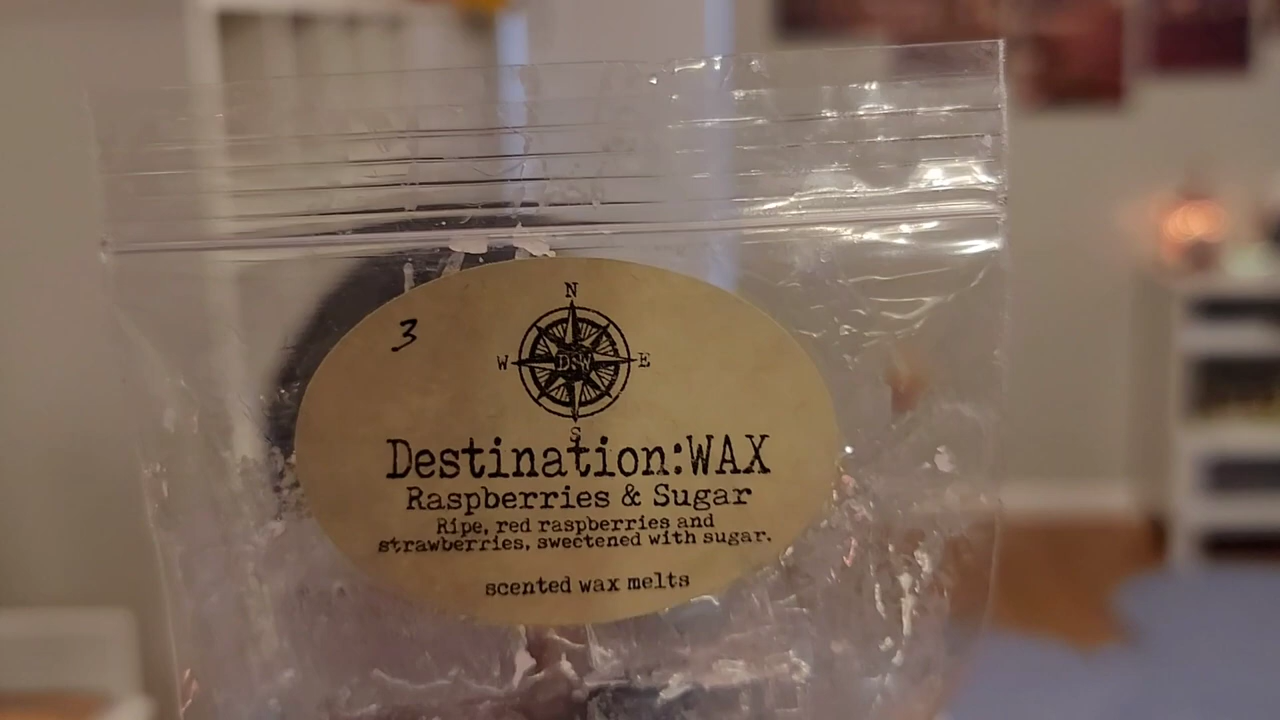 3
N
W DSW E
S
Destination:WAX
Raspberries & Sugar
Ripe, red raspberries and
strawberries, sweetened with sugar.
scented wax melts